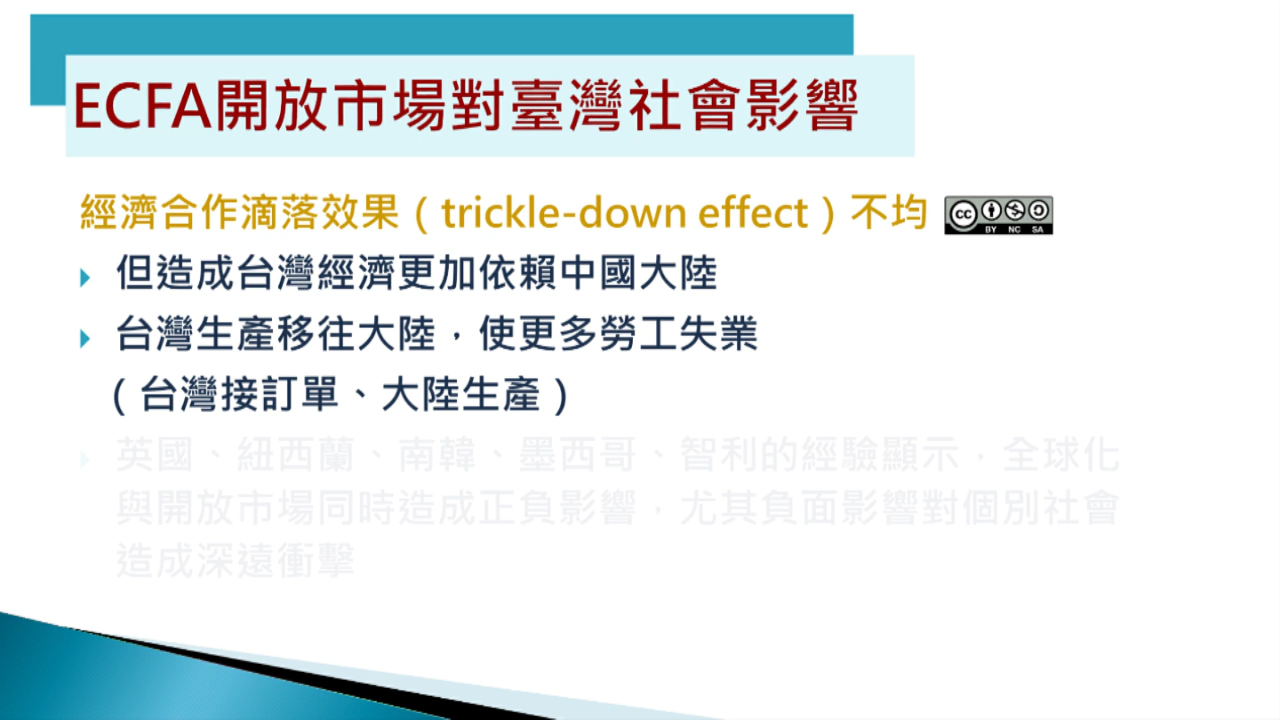 ECFA開放市場對臺灣社會影響
經濟合作滴落效果（trickle-down effect）不均
cc BY NC SA
但造成台灣經濟更加依賴中國大陸
台灣生產移往大陸，使更多勞工失業
（台灣接訂單、大陸生產）
英國、紐西蘭、南韓、墨西哥、智利的經驗顯示，全球化
與開放市場同時造成正負影響，尤其負面影響對個別社會
造成深遠衝擊